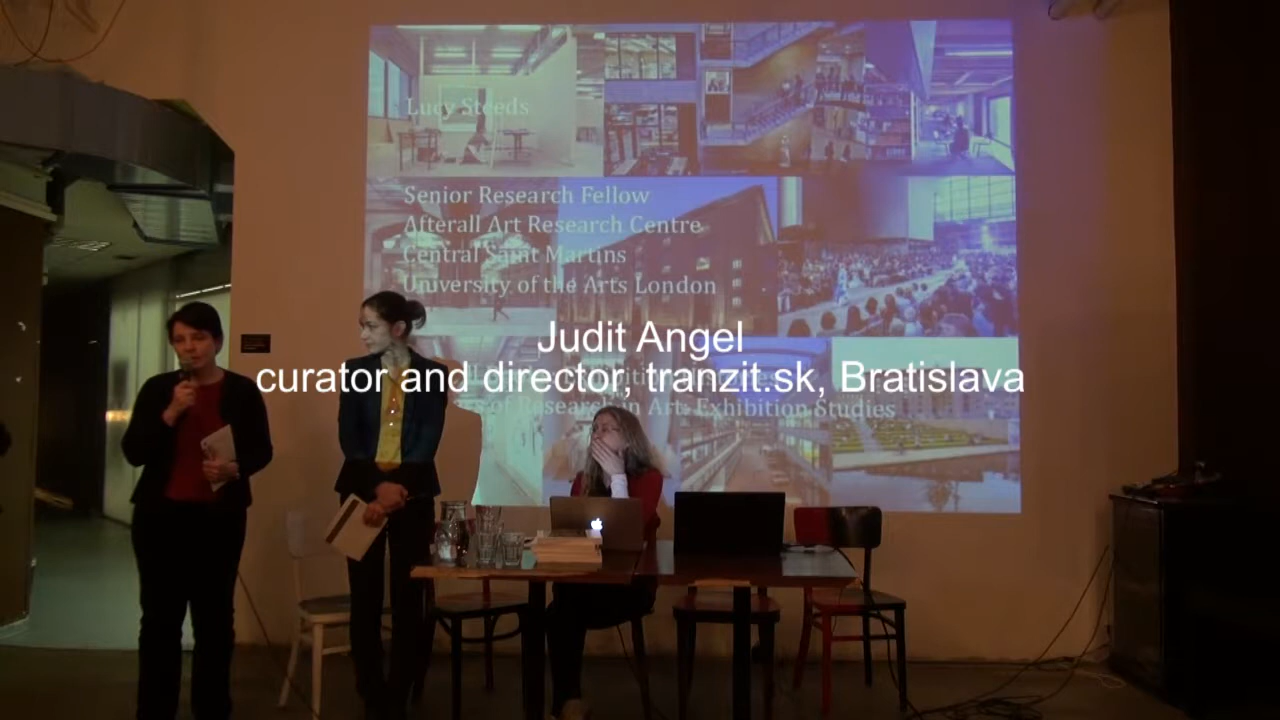 Lucy Steeds
Senior Research Fellow
Afterall Art Research Centre
Central Saint Martins
University of the Arts London
Judit Angel
curator and director, tranzit.sk, Bratislava
of Research in Art: Exhibition Studies